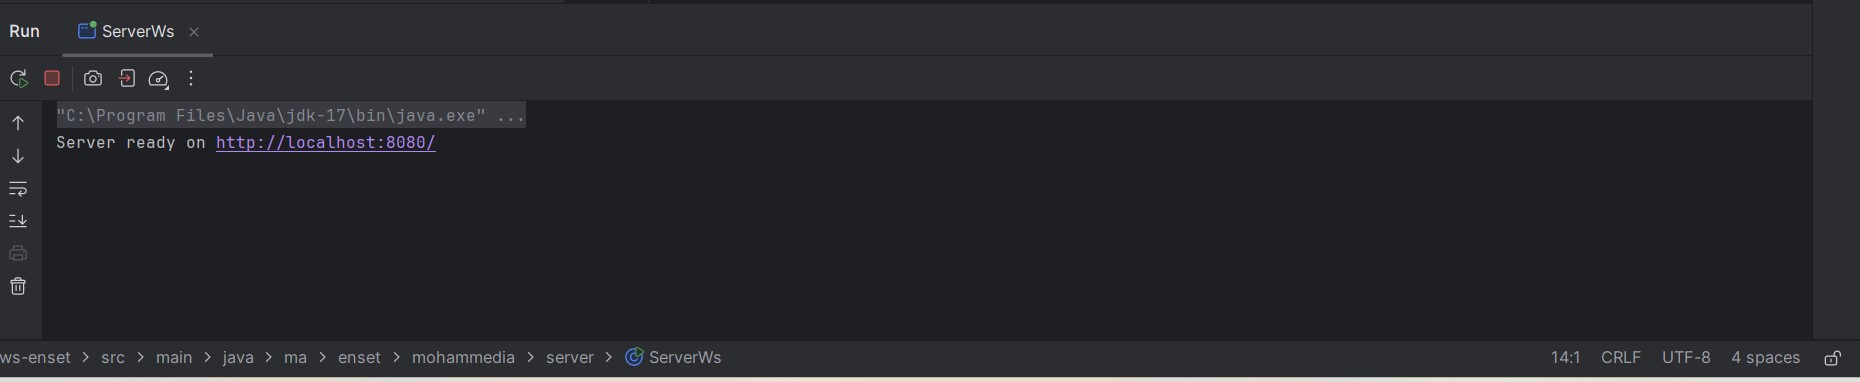 Run ServerWs
"C:\Program Files\Java\jdk-17\bin\java.exe" ...
Server ready on http://localhost:8080/
ws-enset > src > main > java > ma > enset > mohammedia > server > ServerWs 14:1 CRLF UTF-8 4 spaces